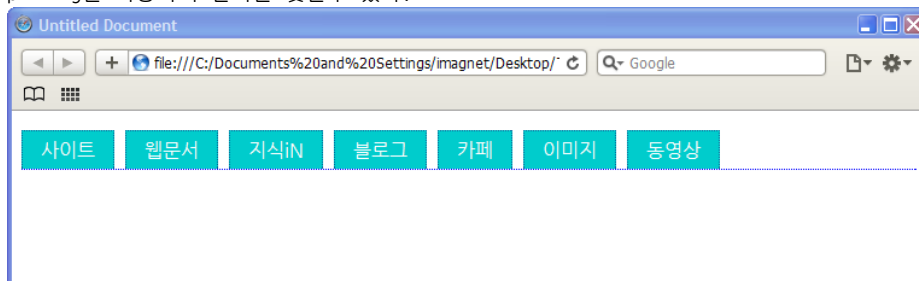 Untitled Document
file:///C:/Documents%20and%20Settings/imagnet/Desktop/
Google
사이트 웹문서 지식iN 블로그 카페 이미지 동영상